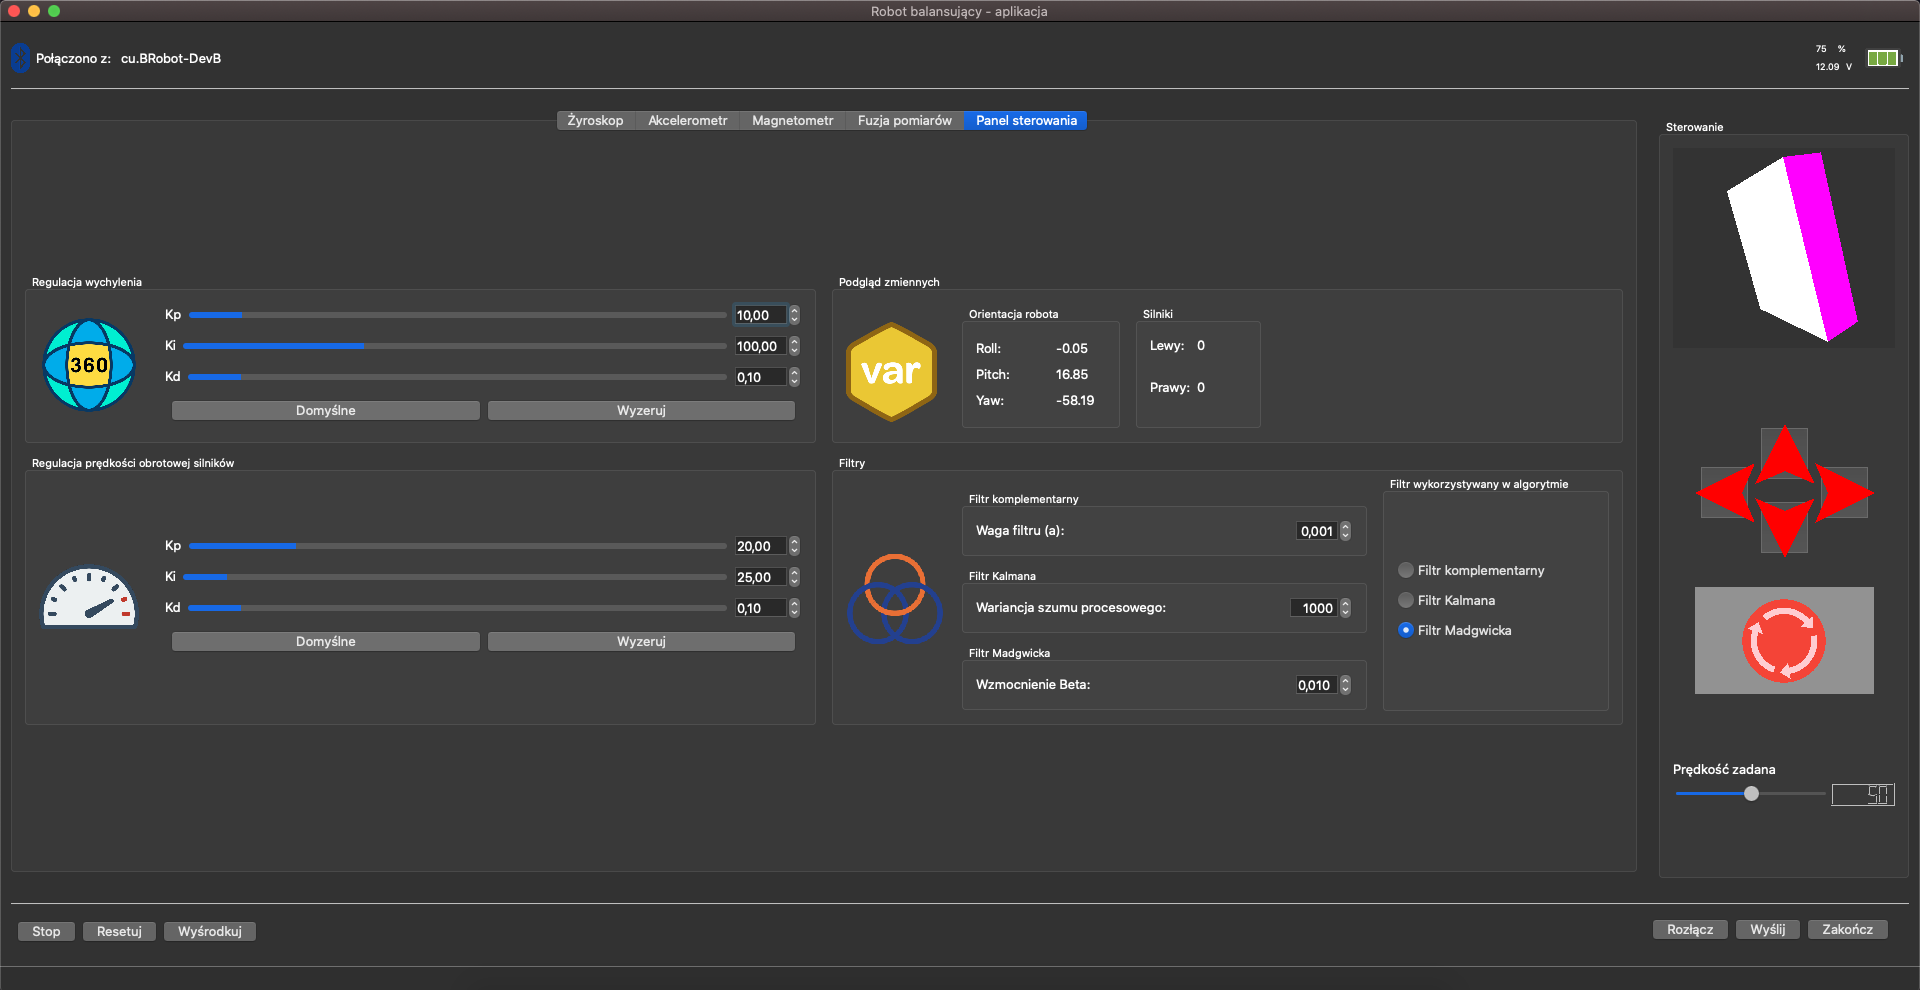 Robot balansujący - aplikacja
Połączono z: cu.BRobot-DevB
75 %
12.09 V
Żyroskop Akcelerometr Magnetometr Fuzja pomiarów Panel sterowania
Regulacja wychylenia
360
Kp 10,00
Ki 100,00
Kd 0,10
Domyślne Wyzeruj
Regulacja prędkości obrotowej silników
Kp 20,00
Ki 25,00
Kd 0,10
Domyślne Wyzeruj
Podgląd zmiennych
var
Orientacja robota
Roll: -0.05
Pitch: 16.85
Yaw: -58.19
Silniki
Lewy: 0
Prawy: 0
Filtry
Filtr komplementarny
Waga filtru (a): 0,001
Filtr Kalmana
Wariancja szumu procesowego: 1000
Filtr Madgwicka
Wzmocnienie Beta: 0,010
Filtr wykorzystywany w algorytmie
Filtr komplementarny
Filtr Kalmana
Filtr Madgwicka
Sterowanie
Prędkość zadana
50
Stop Resetuj Wyśrodkuj
Rozłącz Wyślij Zakończ